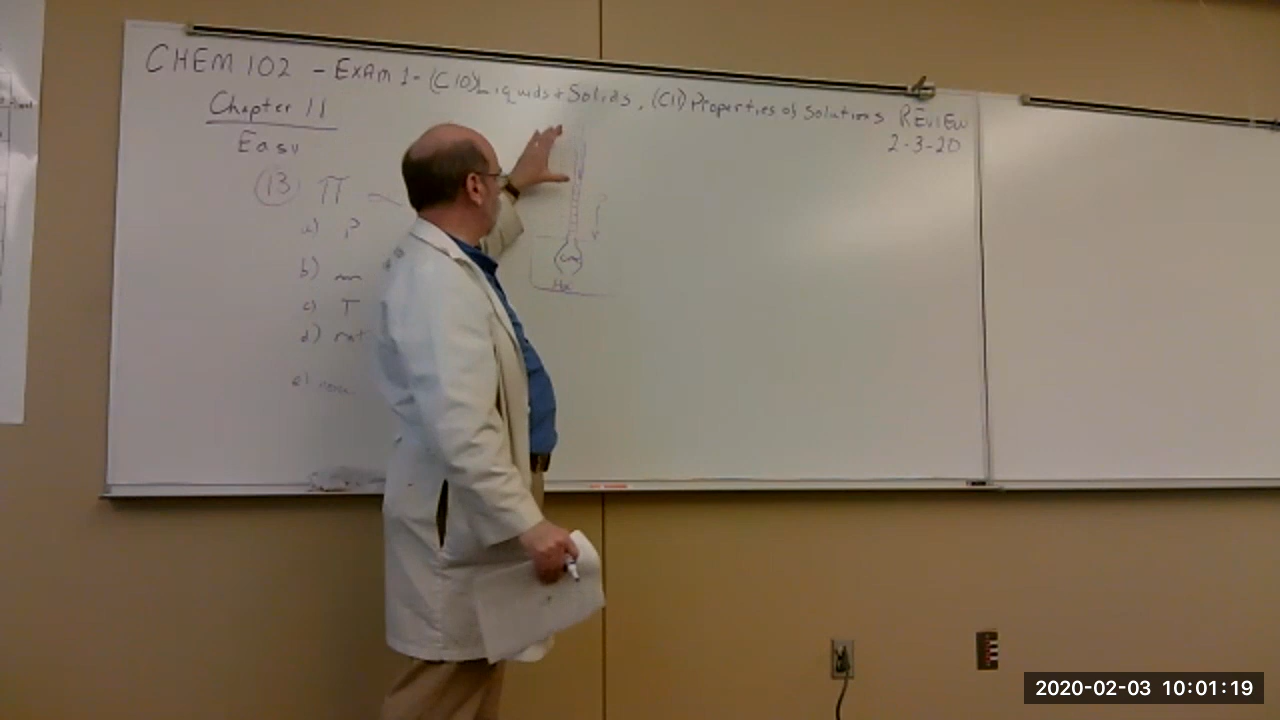 CHEM 102 - EXAM 1 - (C10) Liquids + Solids, (C11) Properties of Solutions REVIEW
2-3-20
Chapter 11
Easy
13 π
a) P
b) m
c) T
d)
e) none
2020-02-03 10:01:19